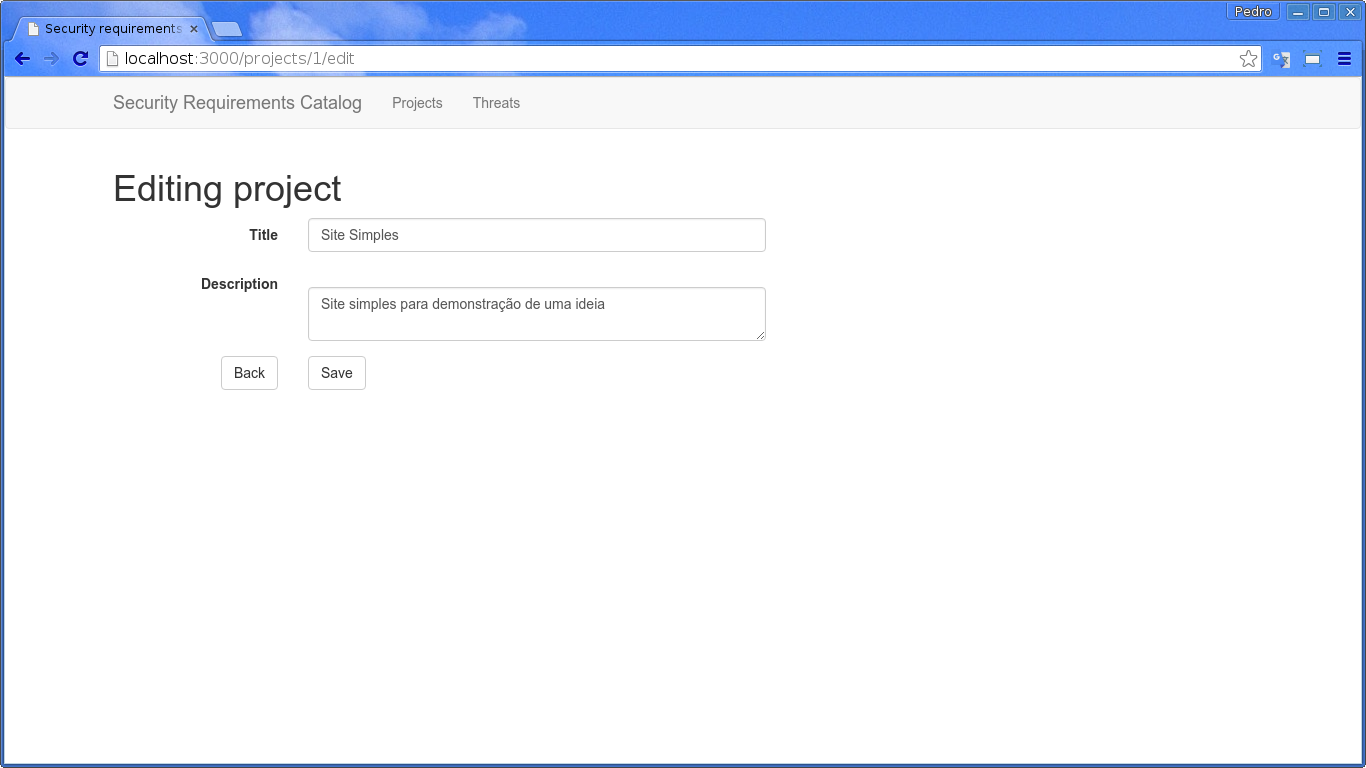 Pedro
Security requirements
localhost:3000/projects/1/edit
Security Requirements Catalog Projects Threats
Editing project
Title Site Simples
Description
Site simples para demonstração de uma ideia
Back Save